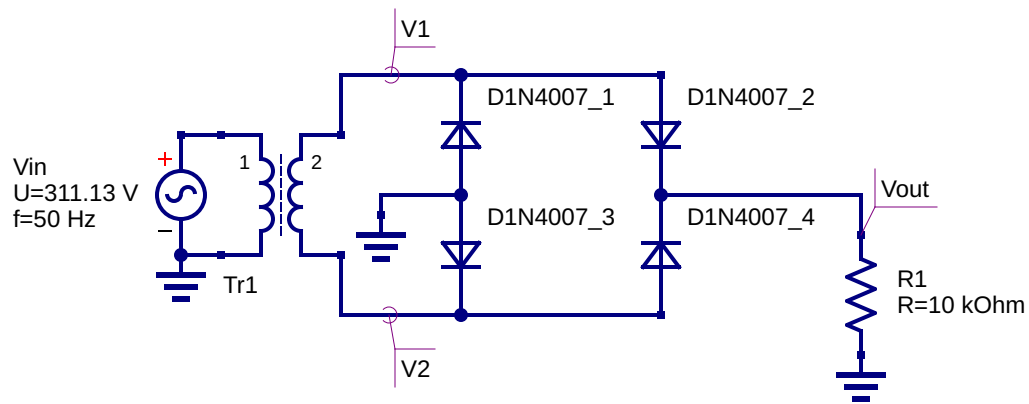 V1
D1N4007_1
D1N4007_2
+
1
2
Vin
U=311.13 V
f=50 Hz
−
Vout
D1N4007_3
D1N4007_4
Tr1
R1
R=10 kOhm
V2